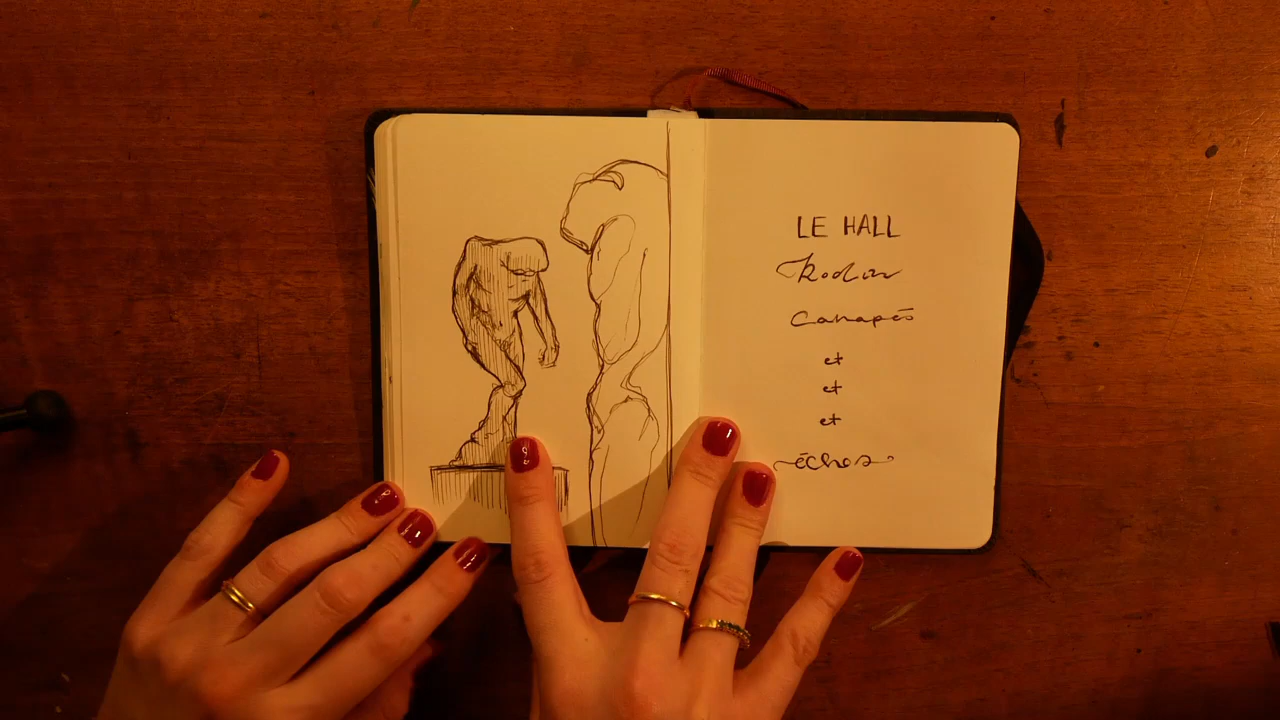 LE HALL
Rodin
Canapés
et
et
et
échos